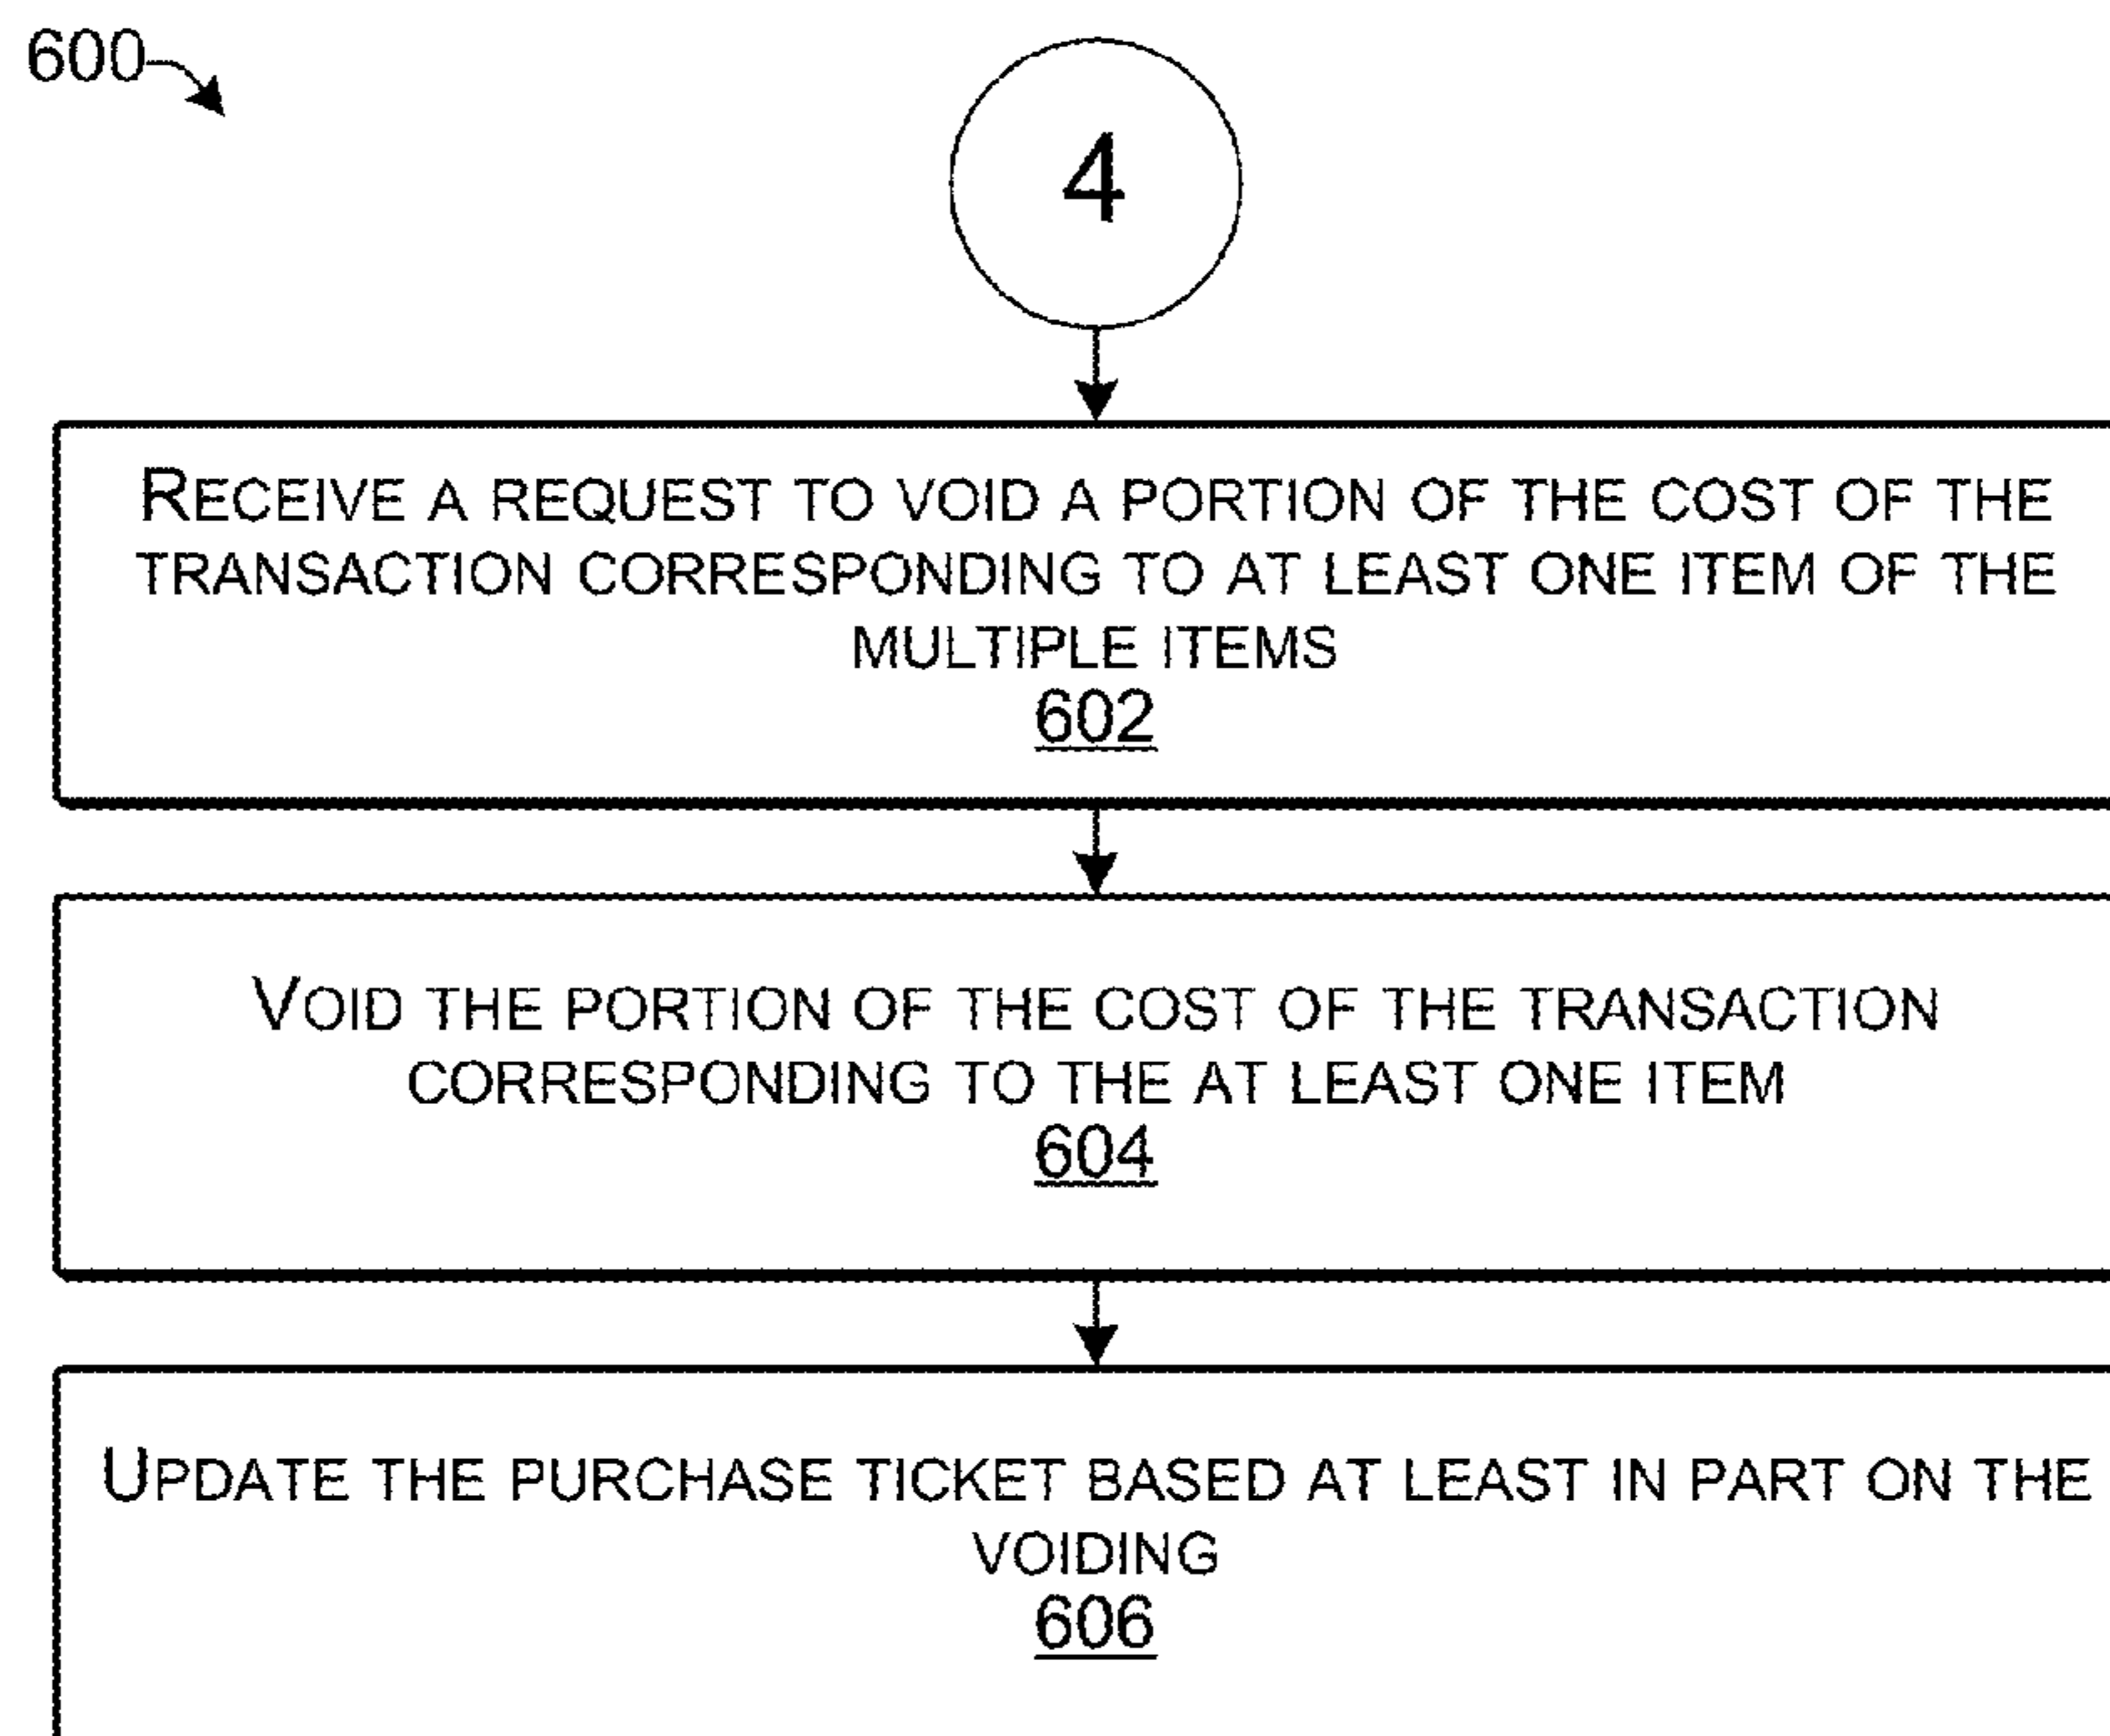 600
4
RECEIVE A REQUEST TO VOID A PORTION OF THE COST OF THE
TRANSACTION CORRESPONDING TO AT LEAST ONE ITEM OF THE
MULTIPLE ITEMS
602
VOID THE PORTION OF THE COST OF THE TRANSACTION
CORRESPONDING TO THE AT LEAST ONE ITEM
604
UPDATE THE PURCHASE TICKET BASED AT LEAST IN PART ON THE
VOIDING
606